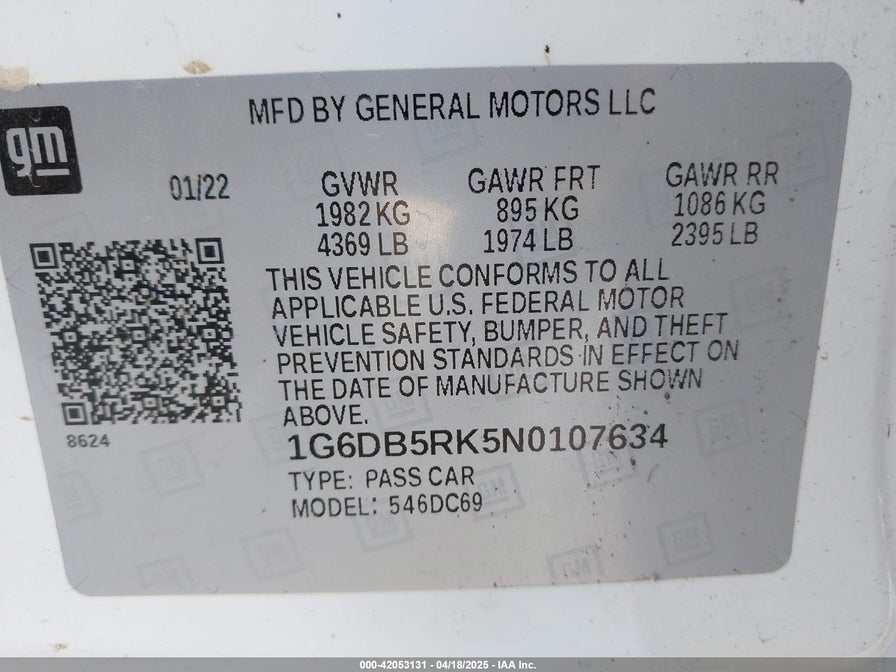 MFD BY GENERAL MOTORS LLC
gm
01/22
GVWR
1982 KG
4369 LB
GAWR FRT
895 KG
1974 LB
GAWR RR
1086 KG
2395 LB
THIS VEHICLE CONFORMS TO ALL
APPLICABLE U.S. FEDERAL MOTOR
VEHICLE SAFETY, BUMPER, AND THEFT
PREVENTION STANDARDS IN EFFECT ON
THE DATE OF MANUFACTURE SHOWN
ABOVE.
8624
1G6DB5RK5N0107634
TYPE: PASS CAR
MODEL: 546DC69
000-42053131 - 04/18/2025 - IAA Inc.